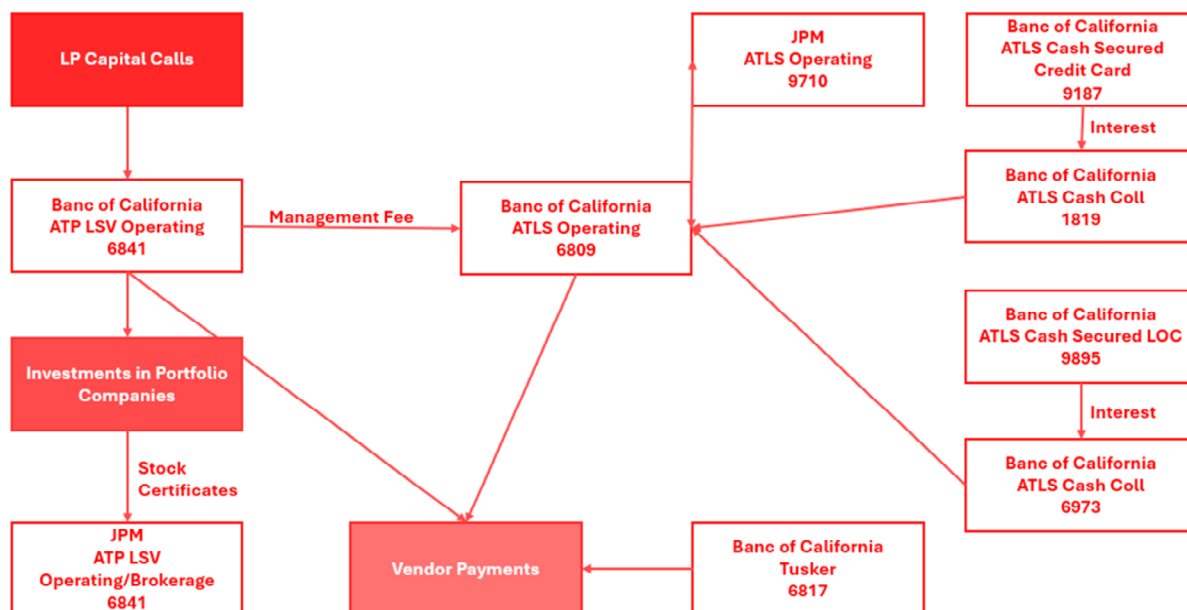 LP Capital Calls
JPM
ATLS Operating
9710
Banc of California
ATLS Cash Secured
Credit Card
9187
Interest
Banc of California
ATP LSV Operating
6841
Management Fee
Banc of California
ATLS Operating
6809
Banc of California
ATLS Cash Coll
1819
Investments in Portfolio
Companies
Banc of California
ATLS Cash Secured LOC
9895
Interest
Stock
Certificates
Banc of California
ATLS Cash Coll
6973
JPM
ATP LSV
Operating/Brokerage
6841
Vendor Payments
Banc of California
Tusker
6817